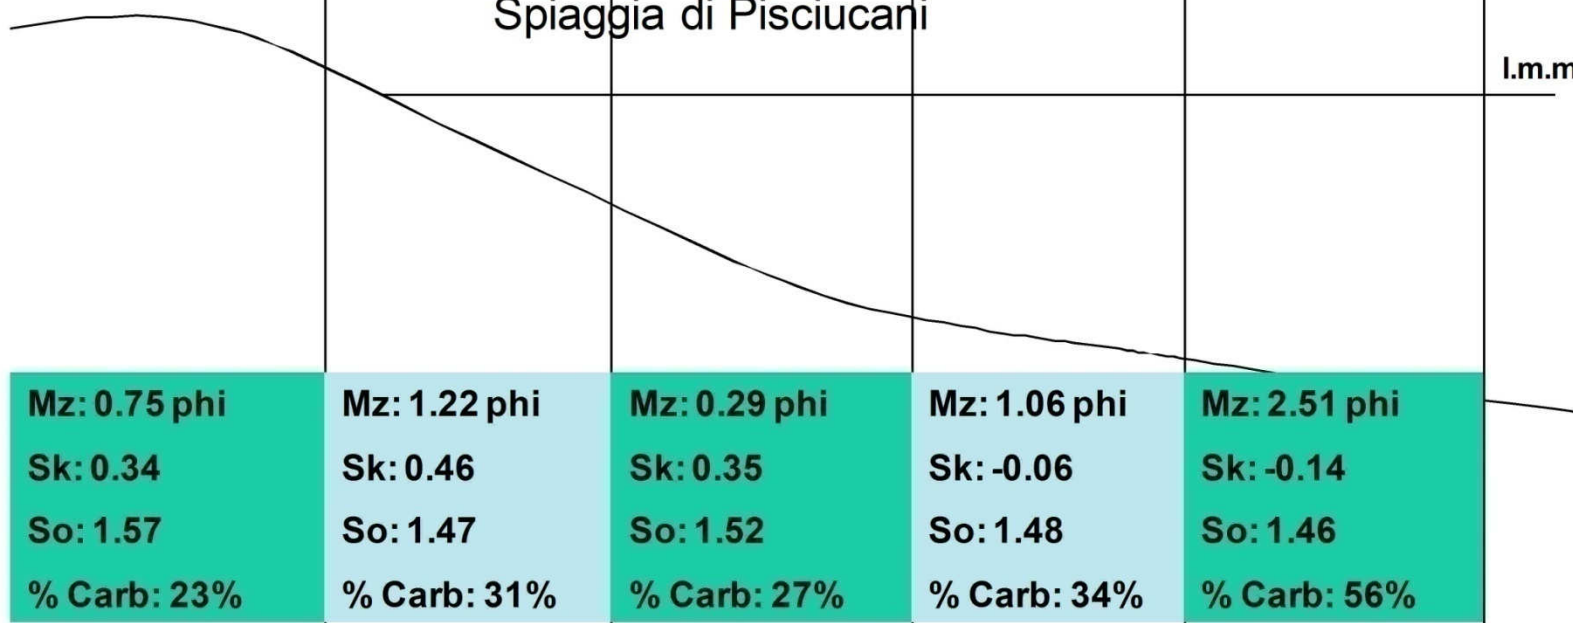 Spiaggia di Pisciucani
l.m.m
Mz: 0.75 phi
Sk: 0.34
So: 1.57
% Carb: 23%
Mz: 1.22 phi
Sk: 0.46
So: 1.47
% Carb: 31%
Mz: 0.29 phi
Sk: 0.35
So: 1.52
% Carb: 27%
Mz: 1.06 phi
Sk: -0.06
So: 1.48
% Carb: 34%
Mz: 2.51 phi
Sk: -0.14
So: 1.46
% Carb: 56%